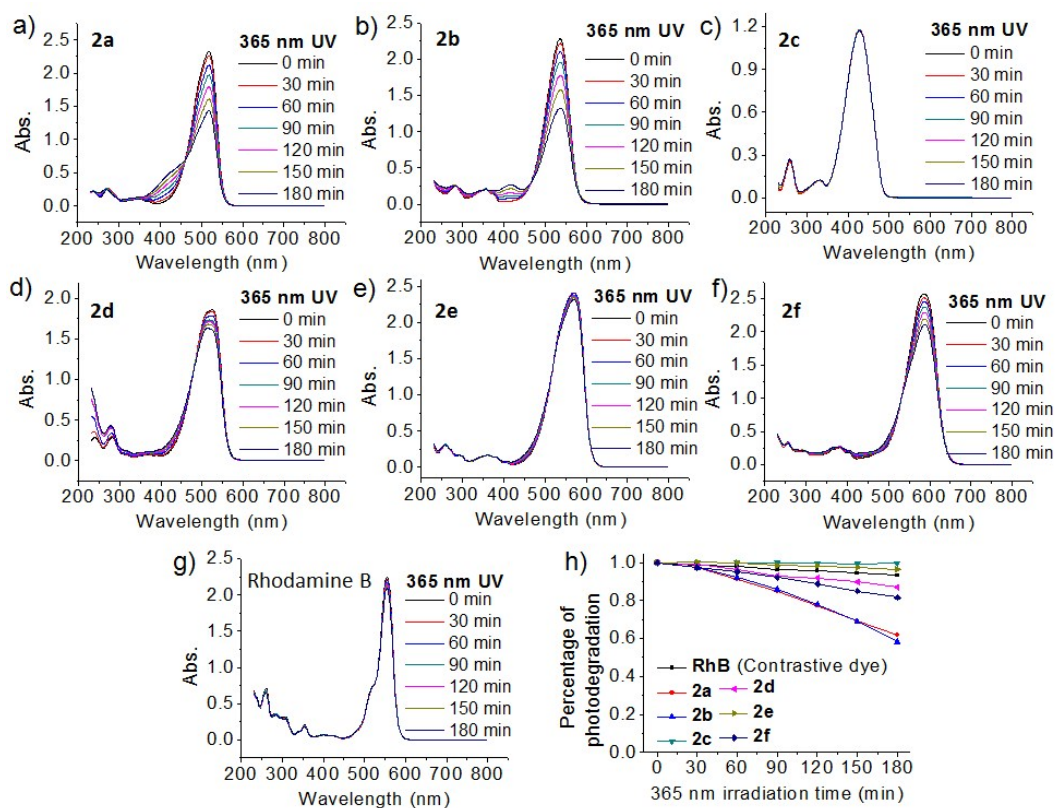 a)
2a
365 nm UV
0 min
30 min
60 min
90 min
120 min
150 min
180 min
Abs.
2.5
2.0
1.5
1.0
0.5
0.0
200 300 400 500 600 700 800
Wavelength (nm)
b)
2b
365 nm UV
0 min
30 min
60 min
90 min
120 min
150 min
180 min
Abs.
2.5
2.0
1.5
1.0
0.5
0.0
200 300 400 500 600 700 800
Wavelength (nm)
c)
2c
365 nm UV
0 min
30 min
60 min
90 min
120 min
150 min
180 min
Abs.
1.2
0.9
0.6
0.3
0.0
200 300 400 500 600 700 800
Wavelength (nm)
d)
2d
365 nm UV
0 min
30 min
60 min
90 min
120 min
150 min
180 min
Abs.
2.0
1.5
1.0
0.5
0.0
200 300 400 500 600 700 800
Wavelength (nm)
e)
2e
365 nm UV
0 min
30 min
60 min
90 min
120 min
150 min
180 min
Abs.
2.5
2.0
1.5
1.0
0.5
0.0
200 300 400 500 600 700 800
Wavelength (nm)
f)
2f
365 nm UV
0 min
30 min
60 min
90 min
120 min
150 min
180 min
Abs.
2.5
2.0
1.5
1.0
0.5
0.0
200 300 400 500 600 700 800
Wavelength (nm)
g)
Rhodamine B
365 nm UV
0 min
30 min
60 min
90 min
120 min
150 min
180 min
Abs.
2.5
2.0
1.5
1.0
0.5
0.0
200 300 400 500 600 700 800
Wavelength (nm)
h)
Percentage of
photodegradation
1.0
0.8
0.6
0.4
0.2
0.0
RhB (Contrastive dye)
2a 2d
2b 2e
2c 2f
0 30 60 90 120 150 180
365 nm irradiation time (min)